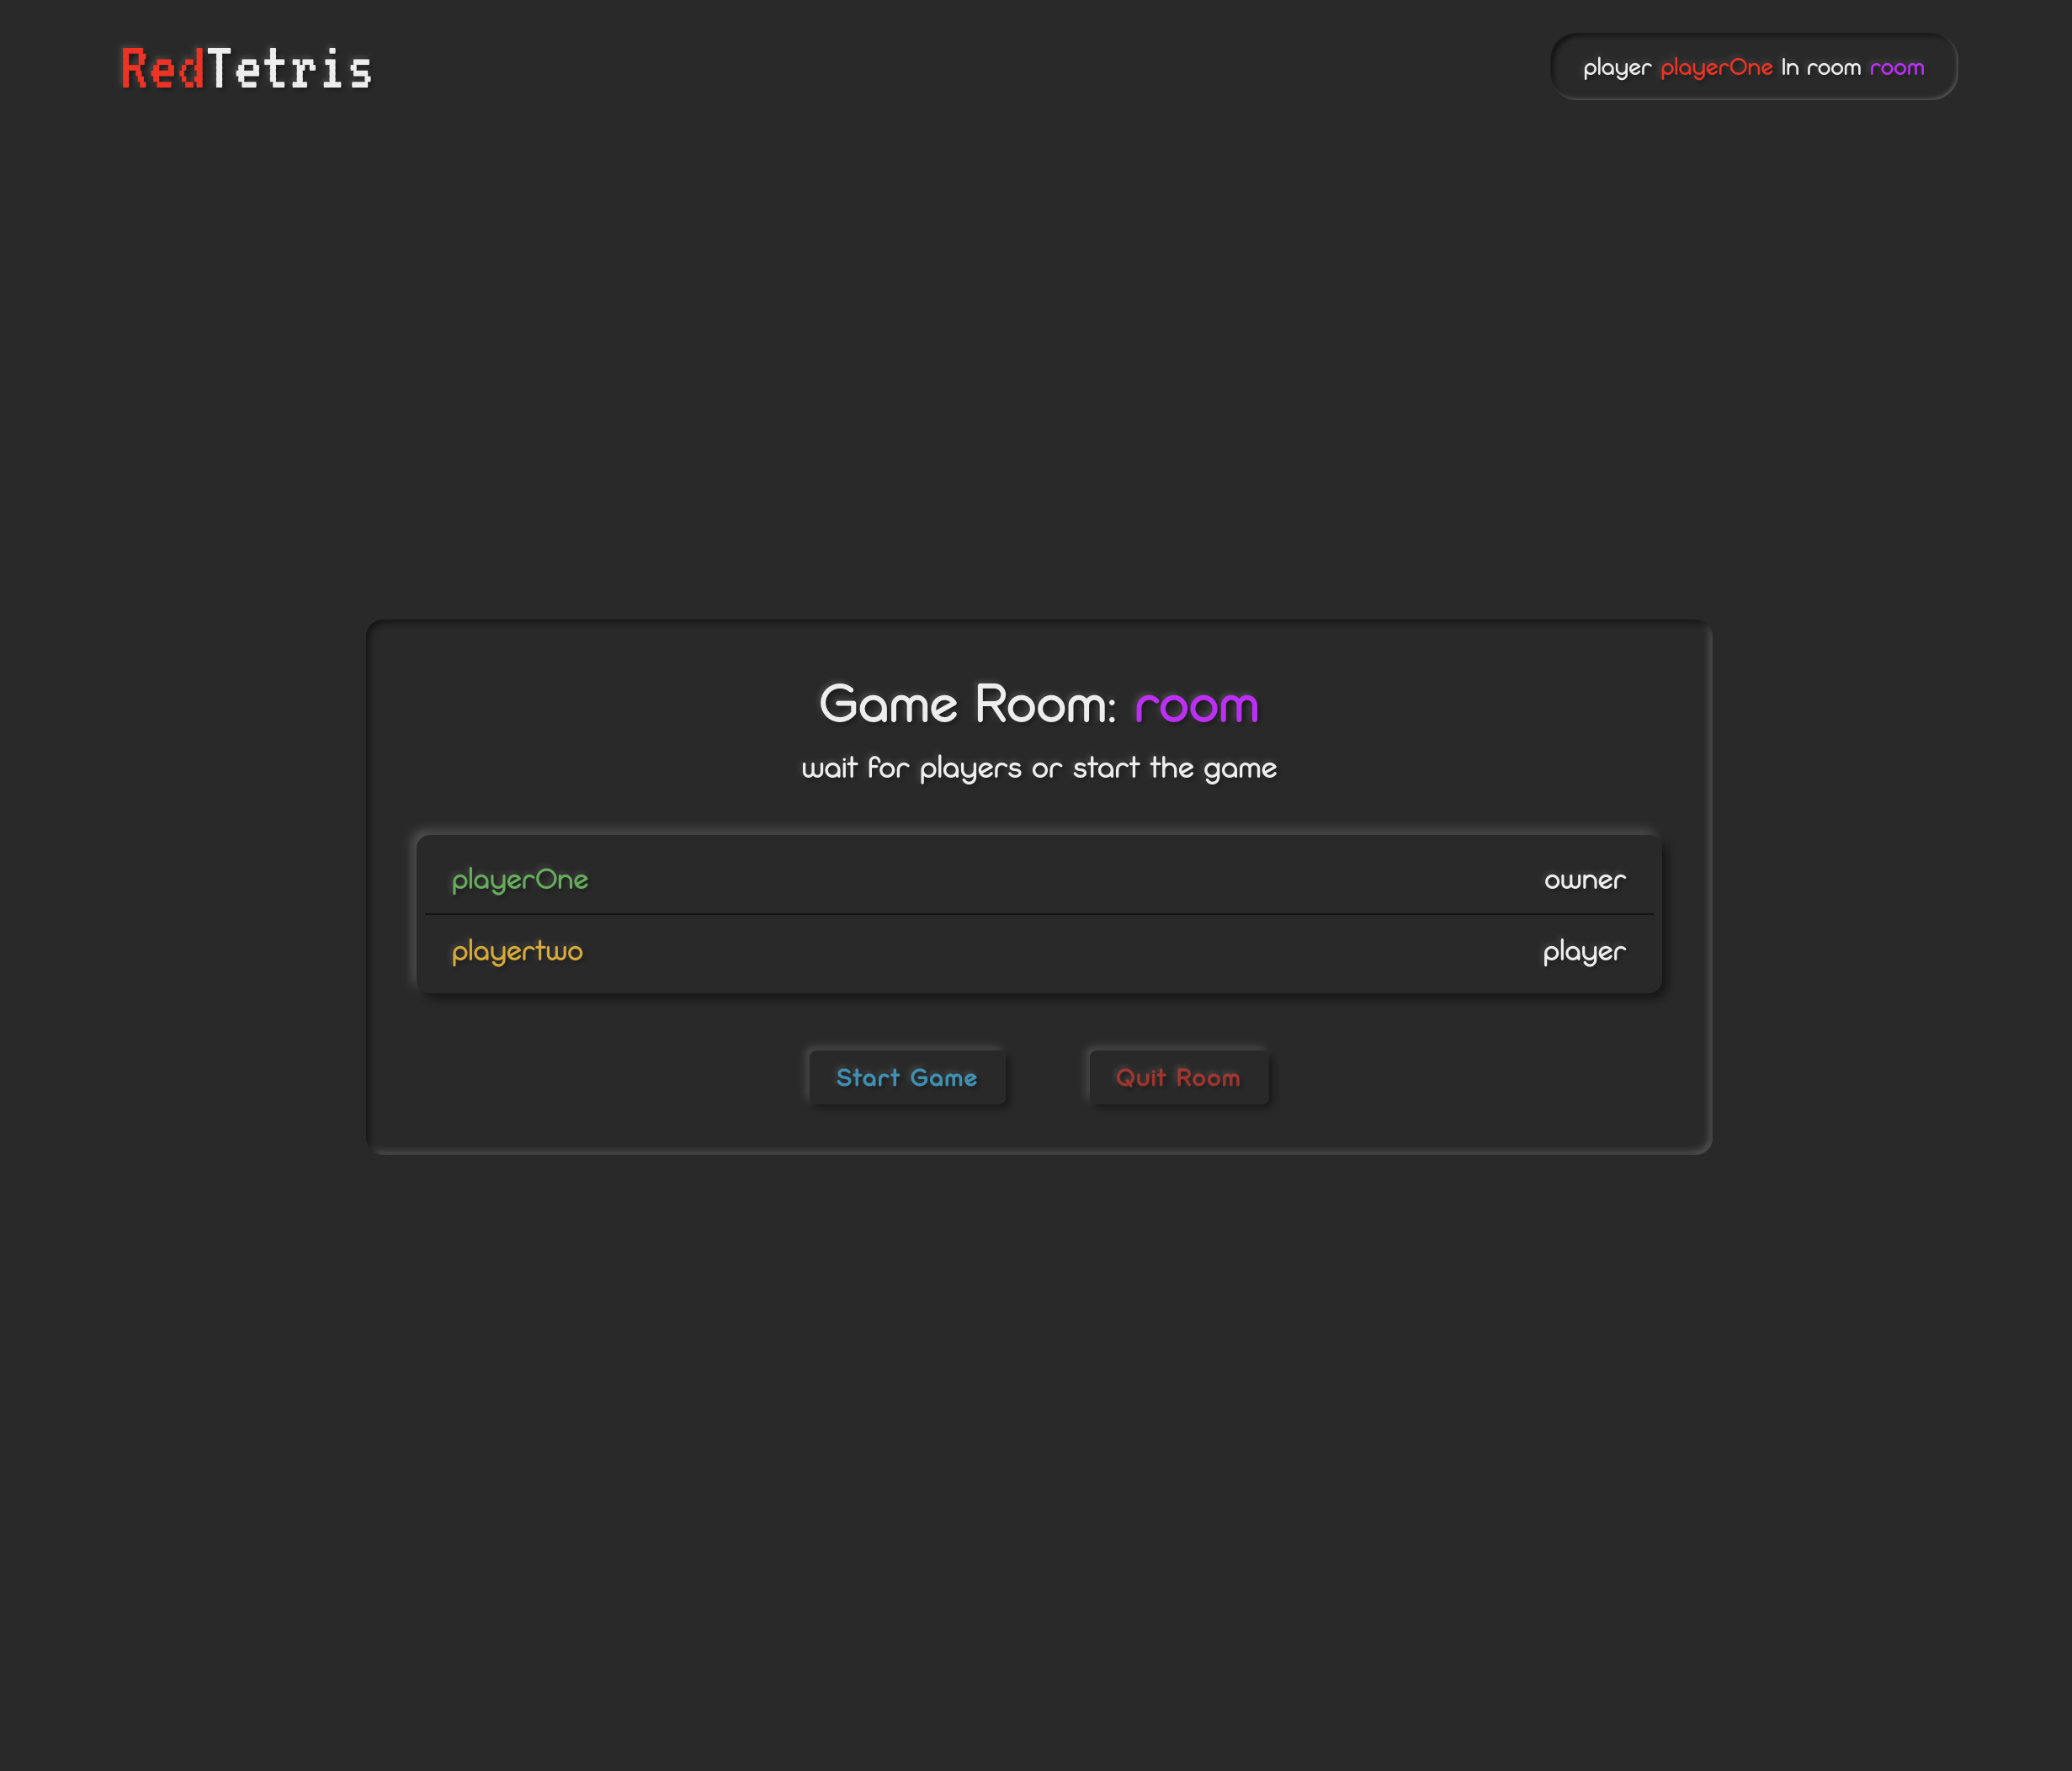 RedTetris
player playerOne In room room
Game Room: room
wait for players or start the game
playerOne owner
playertwo player
Start Game Quit Room